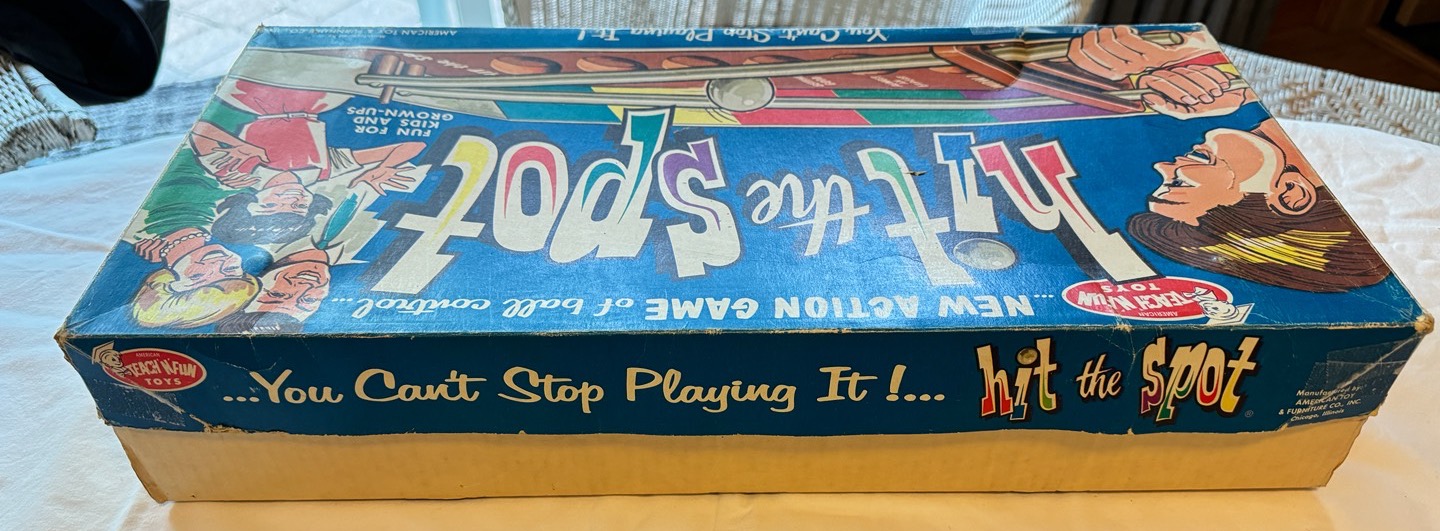 You Can't Stop Playing It!
AMERICAN TOY & FURNITURE CO., INC.
FUN FOR
KIDS AND
GROWN-UPS
hit the spot
...NEW ACTION GAME of ball control...
AMERICAN
TEACH'N'FUN
TOYS
AMERICAN
TEACH'N'FUN
TOYS
...You Can't Stop Playing It!...
hit the spot ®
Manufactured by:
AMERICAN TOY
& FURNITURE CO., INC.
Chicago, Illinois